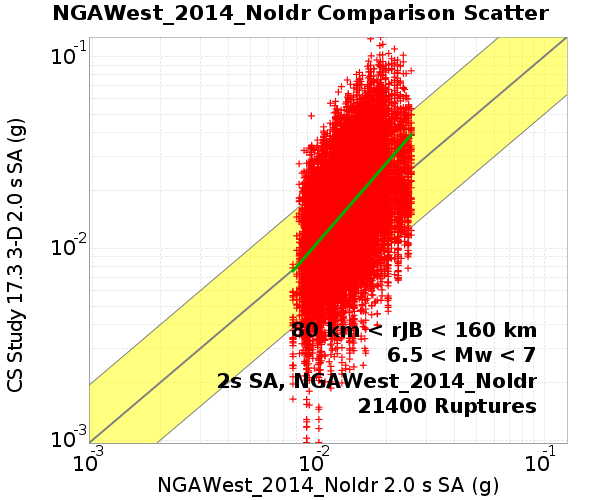 NGAWest_2014_NoIdr Comparison Scatter
CS Study 17.3 3-D 2.0 s SA (g)
10-1
10-2
10-3
80 km < rJB < 160 km
6.5 < Mw < 7
2s SA, NGAWest_2014_NoIdr
21400 Ruptures
10-3
10-2
10-1
NGAWest_2014_NoIdr 2.0 s SA (g)